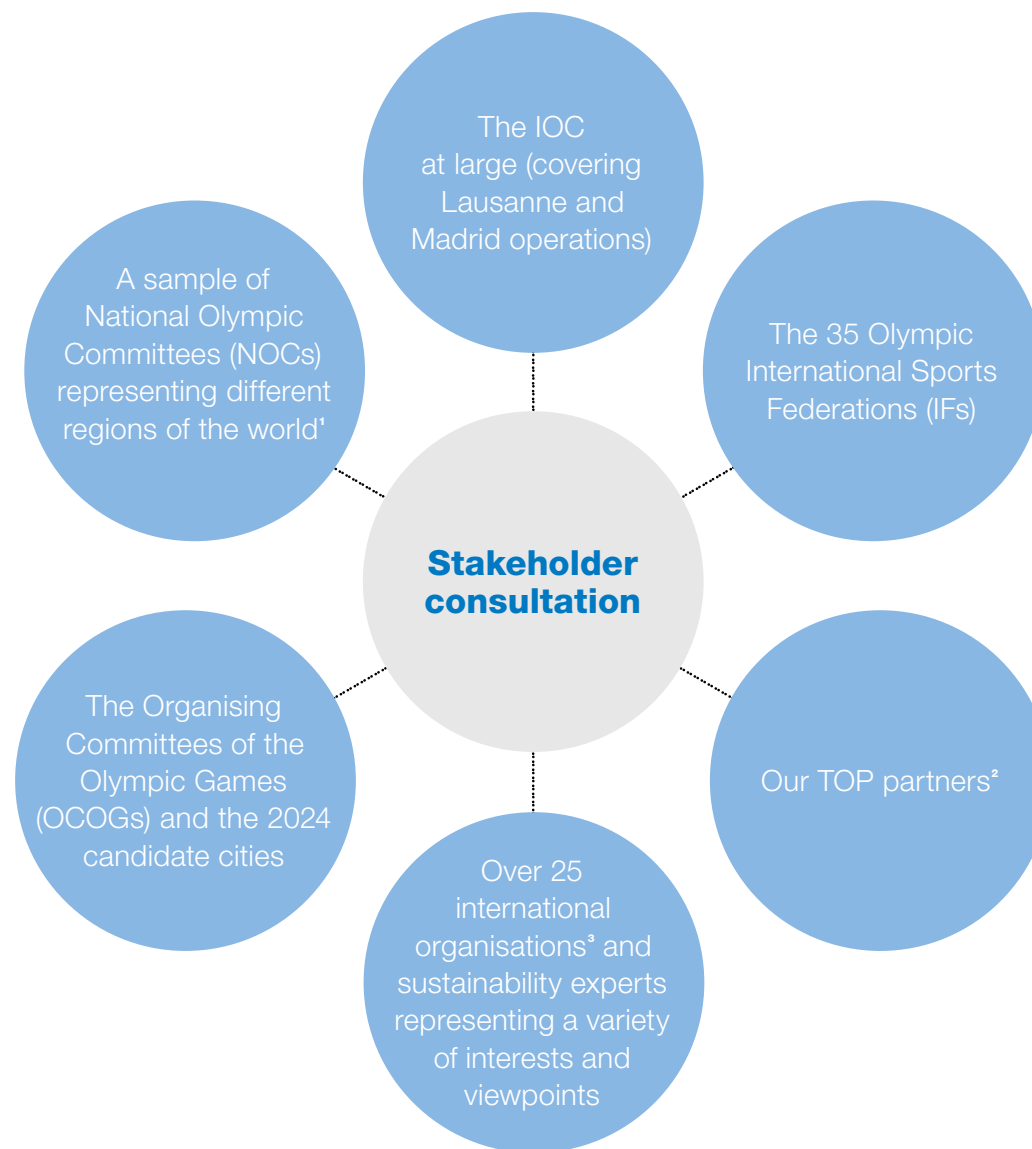 The IOC
at large (covering
Lausanne and
Madrid operations)
A sample of
National Olympic
Committees (NOCs)
representing different
regions of the world¹
The 35 Olympic
International Sports
Federations (IFs)
Stakeholder
consultation
The Organising
Committees of the
Olympic Games
(OCOGs) and the 2024
candidate cities
Our TOP partners²
Over 25
international
organisations³ and
sustainability experts
representing a variety
of interests and
viewpoints